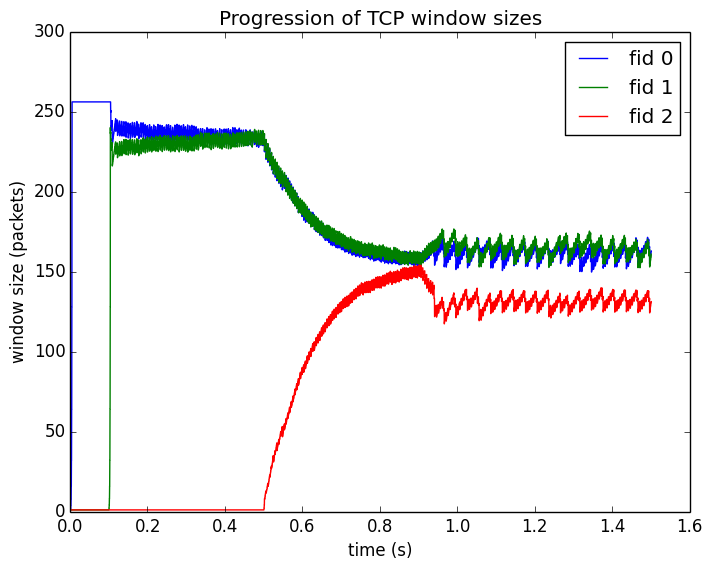 Progression of TCP window sizes
300
250
200
150
100
50
0
window size (packets)
fid 0
fid 1
fid 2
0.0 0.2 0.4 0.6 0.8 1.0 1.2 1.4 1.6
time (s)